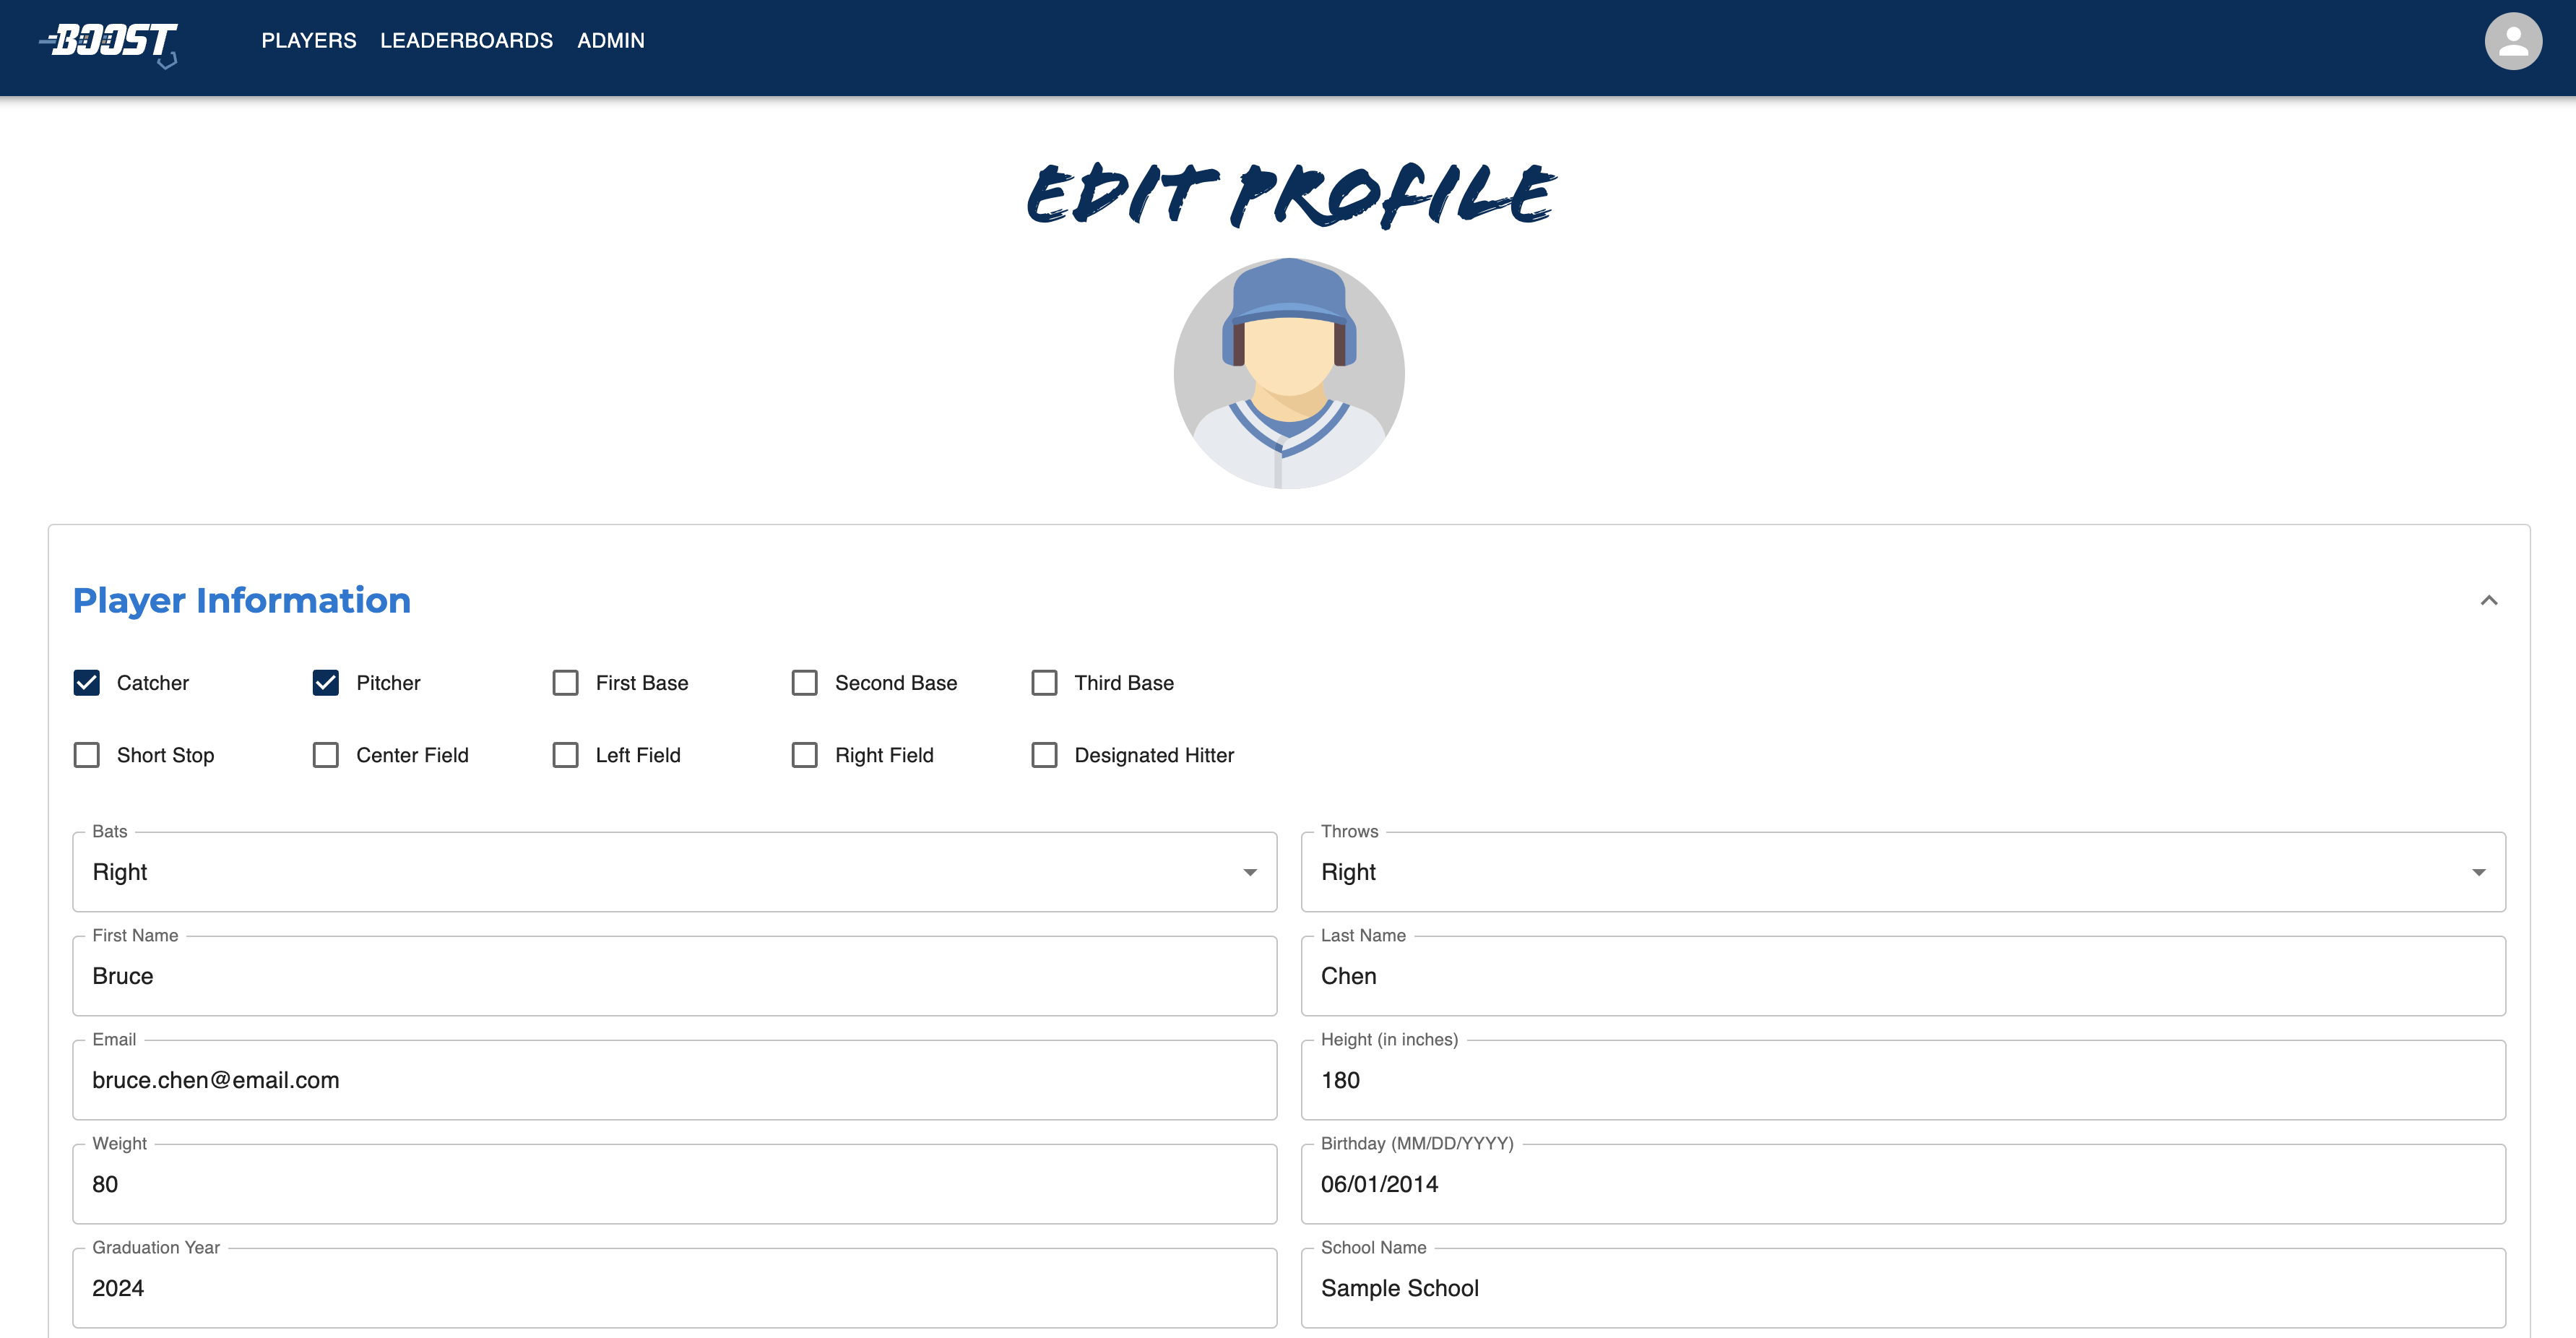 BOOST PLAYERS LEADERBOARDS ADMIN
EDIT PROFILE
Player Information
Catcher Pitcher First Base Second Base Third Base
Short Stop Center Field Left Field Right Field Designated Hitter
Bats Throws
Right Right
First Name Last Name
Bruce Chen
Email Height (in inches)
bruce.chen@email.com 180
Weight Birthday (MM/DD/YYYY)
80 06/01/2014
Graduation Year School Name
2024 Sample School